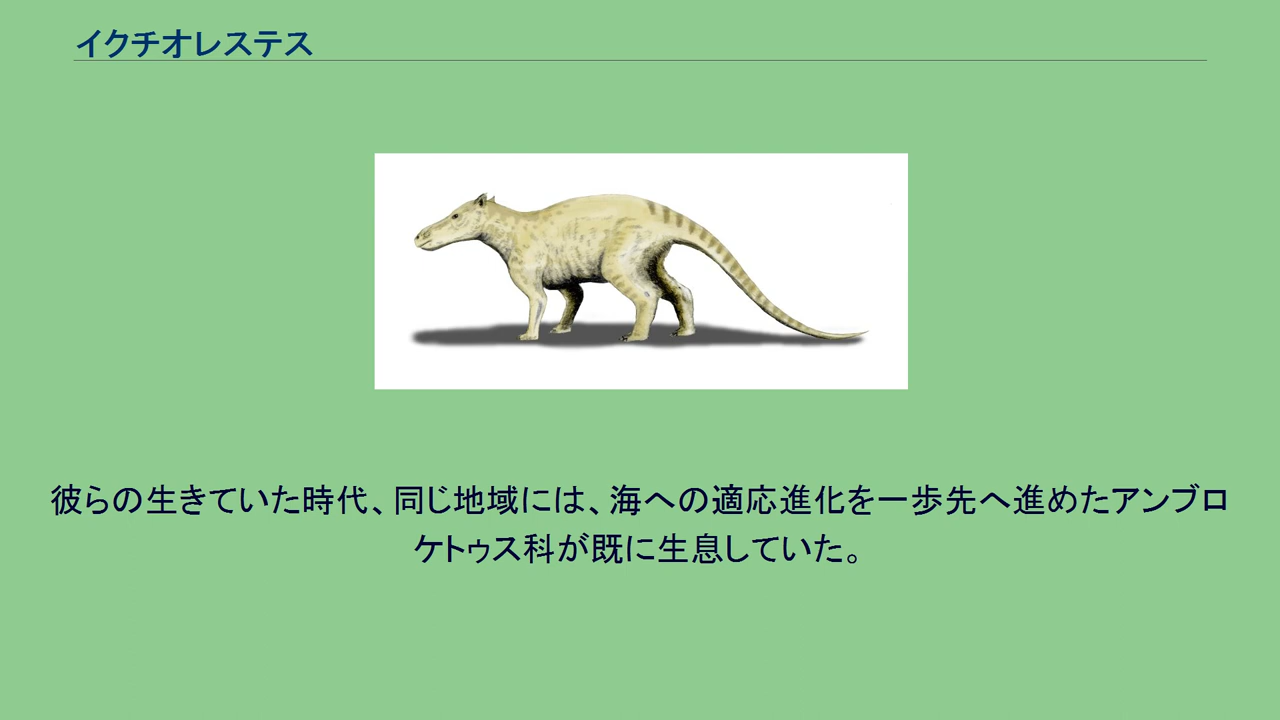 イクチオレステス
彼らの生きていた時代、同じ地域には、海への適応進化を一歩先へ進めたアンブロ
ケトゥス科が既に生息していた。